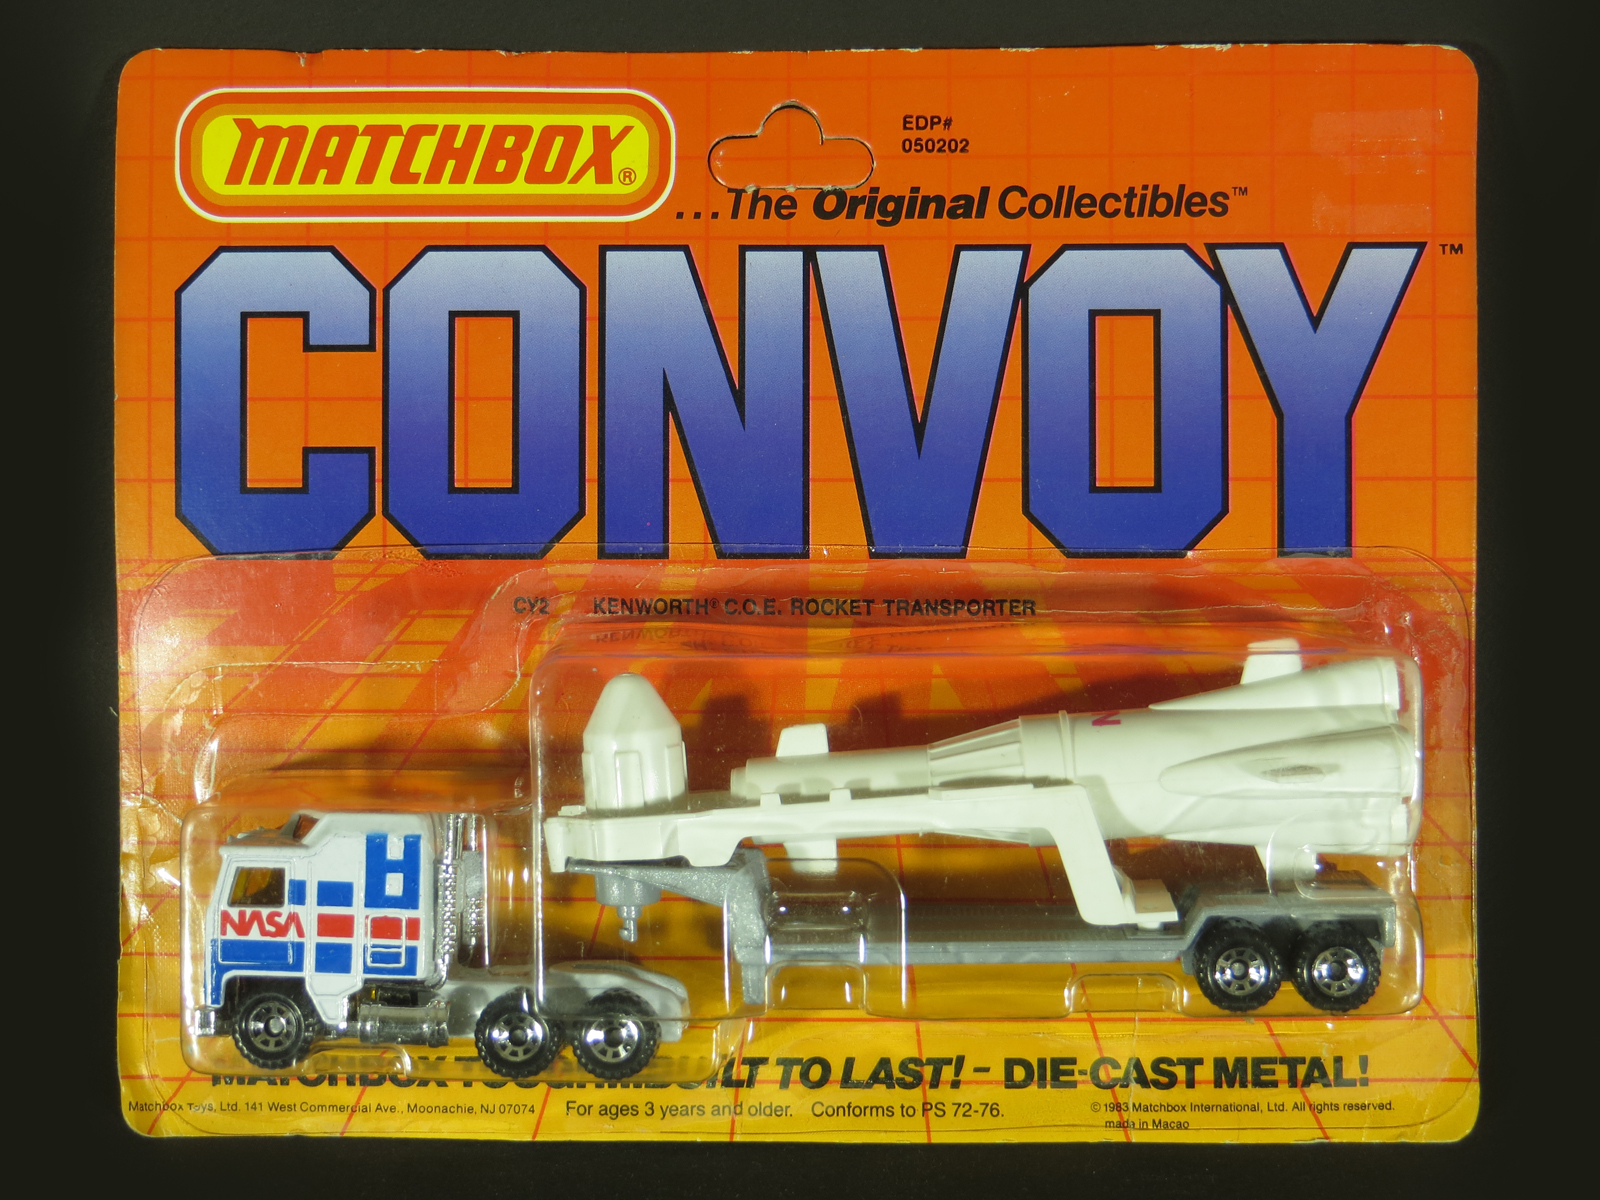 MATCHBOX®
EDP#
050202
...The Original Collectibles™
CONVOY™
CY2 KENWORTH® C.O.E. ROCKET TRANSPORTER
N
NASA
MATCHBOX BUILT TO LAST! - DIE-CAST METAL!
Matchbox Toys, Ltd. 141 West Commercial Ave., Moonachie, NJ 07074
For ages 3 years and older. Conforms to PS 72-76.
© 1983 Matchbox International, Ltd. All rights reserved.
made in Macao